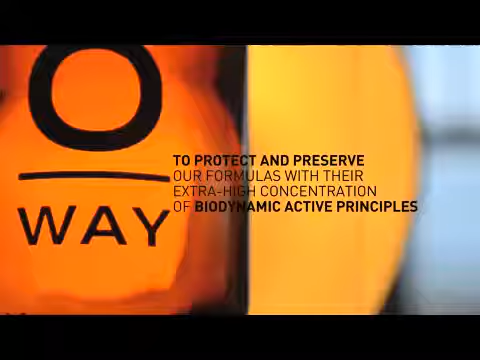 O
WAY
TO PROTECT AND PRESERVE
OUR FORMULAS WITH THEIR
EXTRA-HIGH CONCENTRATION
OF BIODYNAMIC ACTIVE PRINCIPLES